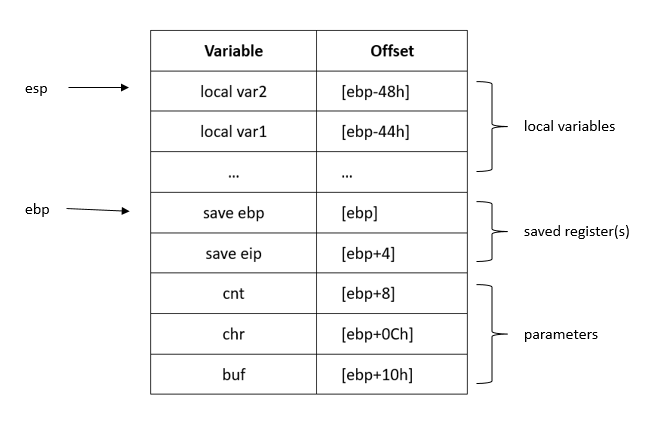 Variable Offset
esp local var2 [ebp-48h]
local var1 [ebp-44h] local variables
... ...
ebp save ebp [ebp]
save eip [ebp+4] saved register(s)
cnt [ebp+8]
chr [ebp+0Ch] parameters
buf [ebp+10h]